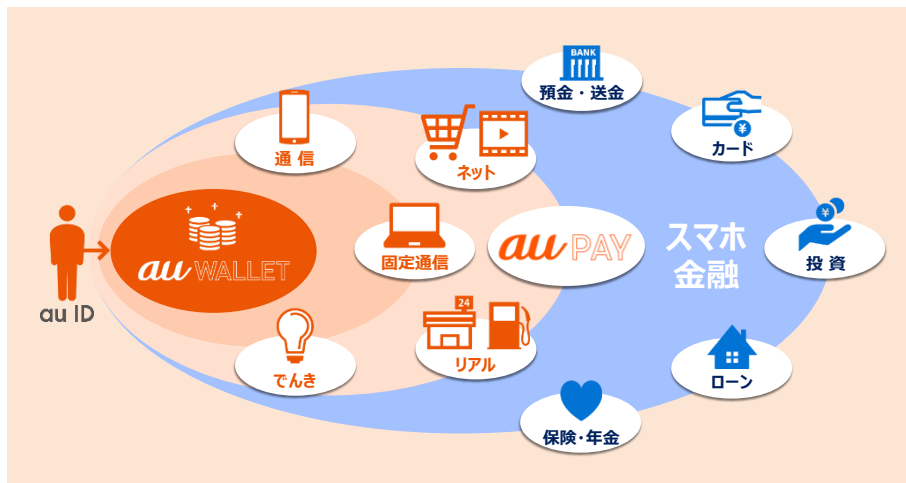 BANK
預金・送金
¥
カード
通信
ネット
¥
投資
au WALLET
固定通信
au PAY
スマホ
金融
au ID
24
リアル
でんき
ローン
保険・年金